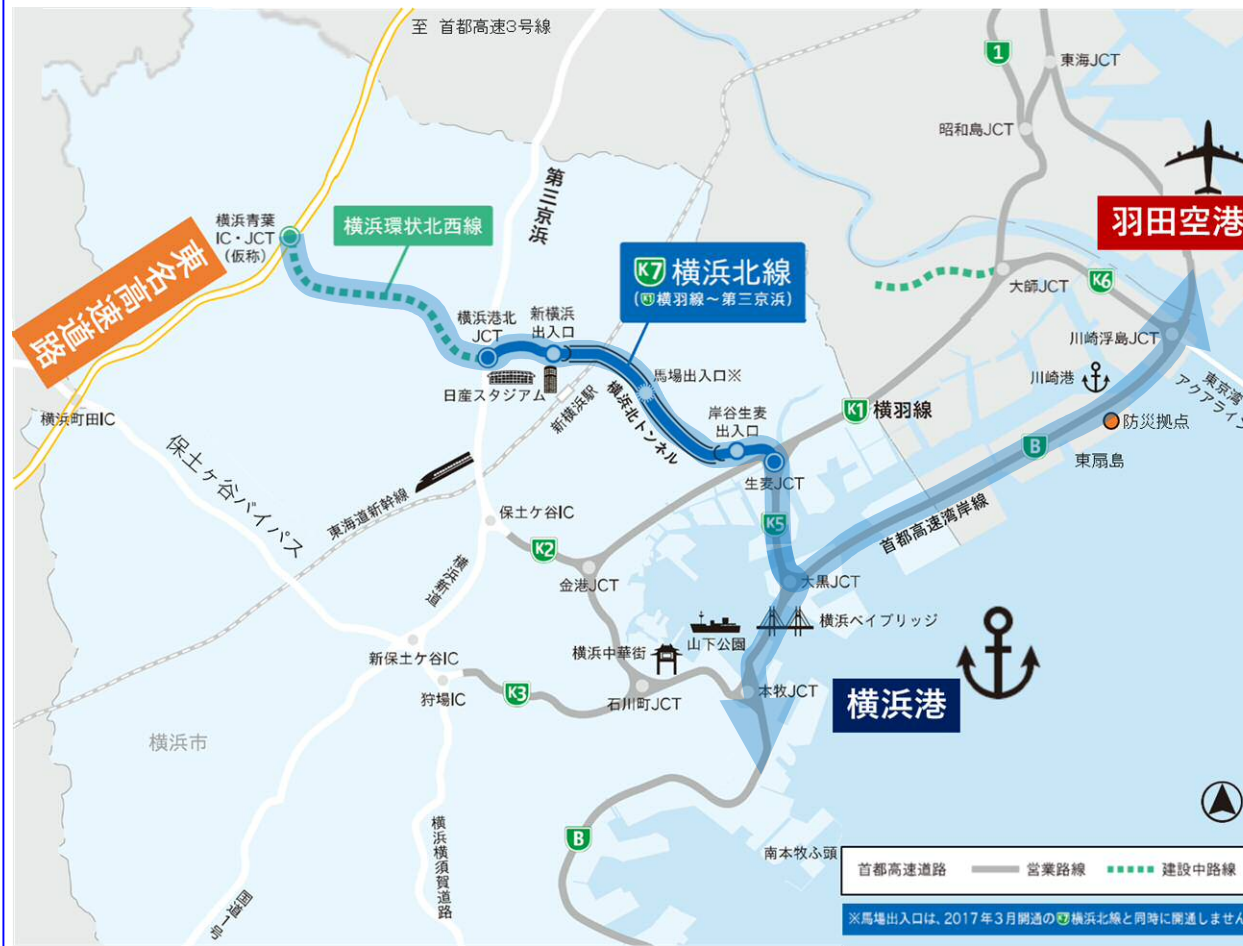 至 首都高速3号線
1
東海JCT
昭和島JCT
第三京浜
横浜青葉
IC・JCT
(仮称)
横浜環状北西線
羽田空港
東名高速道路
K7 横浜北線
(K1横羽線～第三京浜)
大師JCT
K6
横浜港北
JCT
新横浜
出入口
川崎浮島JCT
馬場出入口※
川崎港
日産スタジアム
新横浜駅
横浜北トンネル
東京湾
アクアライン
横浜町田IC
岸谷生麦
出入口
K1 横羽線
防災拠点
B
東扇島
保土ヶ谷バイパス
生麦JCT
東海道新幹線
保土ケ谷IC
K5
首都高速湾岸線
K2
横浜新道
金港JCT
大黒JCT
横浜ベイブリッジ
山下公園
新保土ケ谷IC
横浜中華街
狩場IC
K3
石川町JCT
本牧JCT
横浜港
横浜市
横浜横須賀道路
B
南本牧ふ頭
国道1号
首都高速道路 営業路線 建設中路線
※馬場出入口は、2017年3月開通のK7横浜北線と同時に開通しません